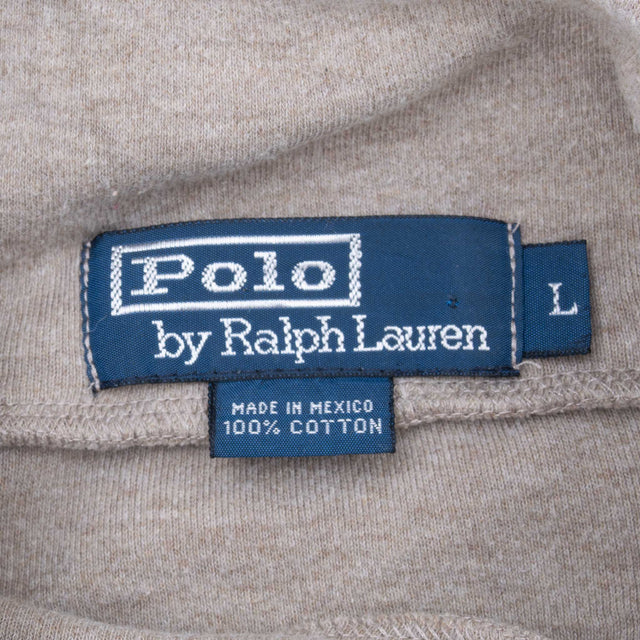 Polo
by Ralph Lauren
L
MADE IN MEXICO
100% COTTON